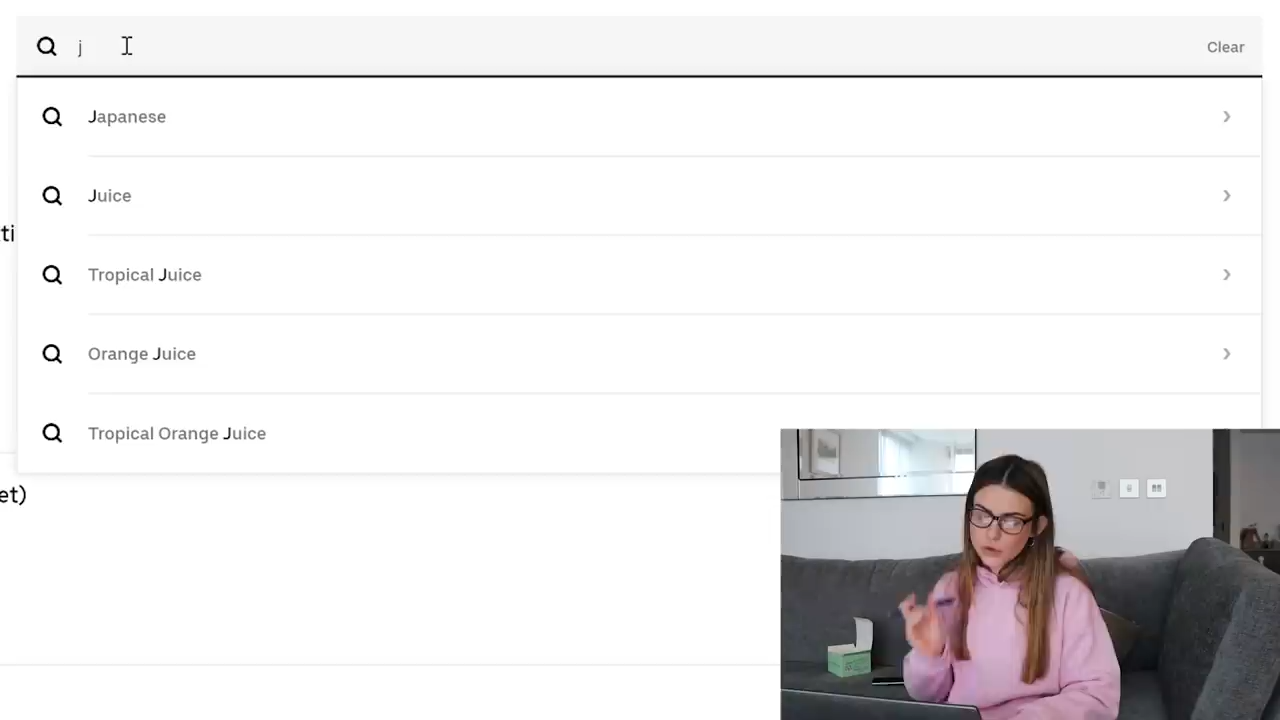 j
Clear
Japanese
Juice
Tropical Juice
Orange Juice
Tropical Orange Juice
ti
et)